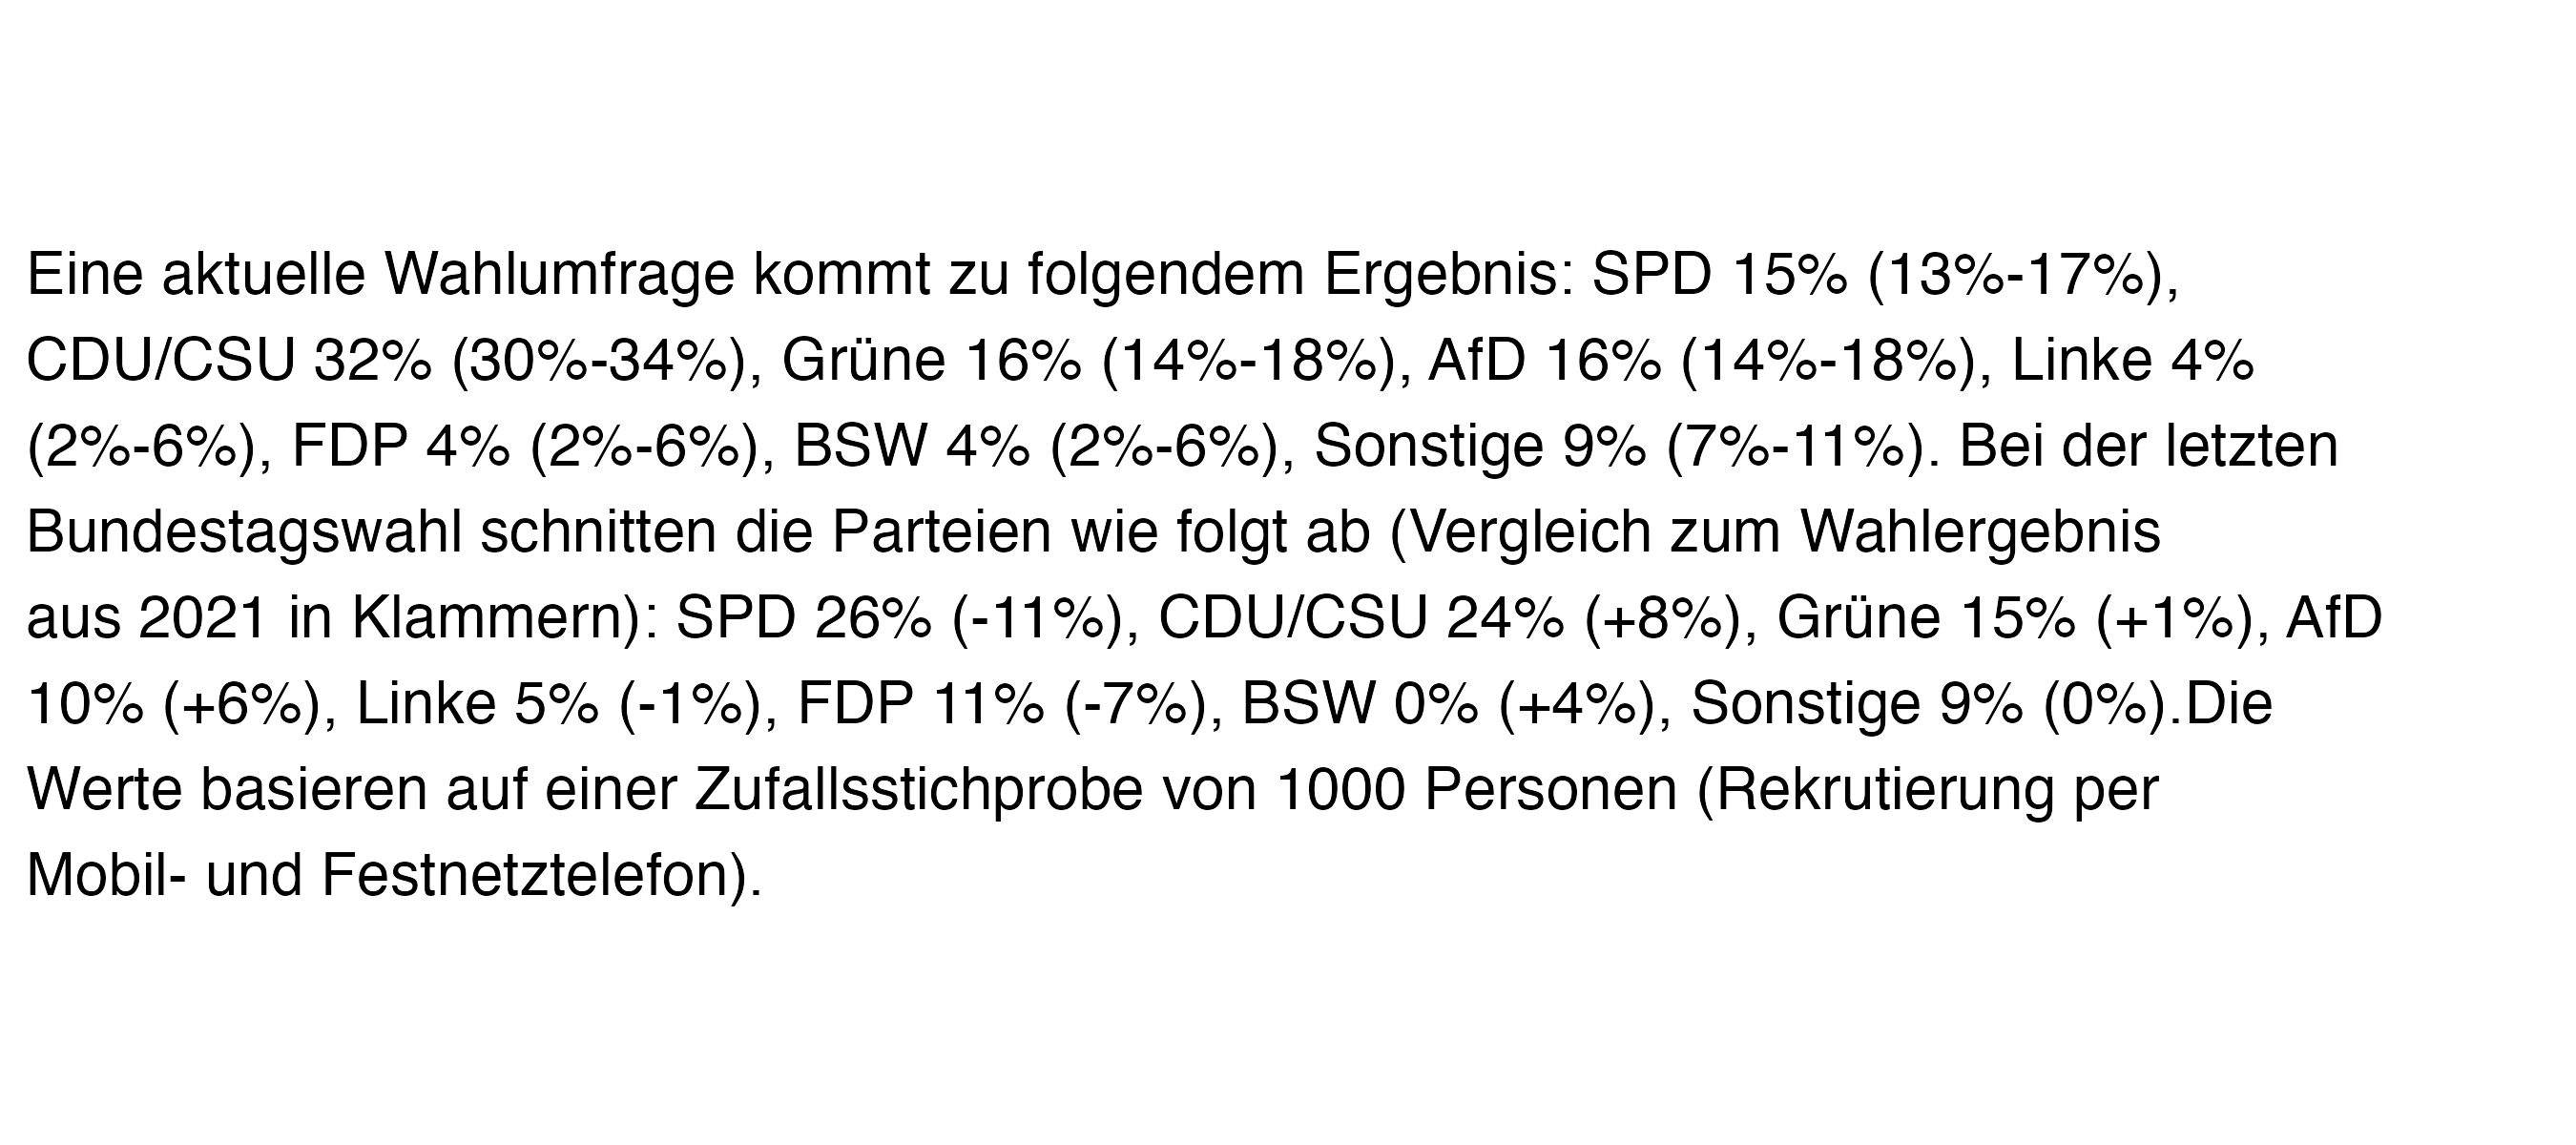 Eine aktuelle Wahlumfrage kommt zu folgendem Ergebnis: SPD 15% (13%-17%),
CDU/CSU 32% (30%-34%), Grüne 16% (14%-18%), AfD 16% (14%-18%), Linke 4%
(2%-6%), FDP 4% (2%-6%), BSW 4% (2%-6%), Sonstige 9% (7%-11%). Bei der letzten
Bundestagswahl schnitten die Parteien wie folgt ab (Vergleich zum Wahlergebnis
aus 2021 in Klammern): SPD 26% (-11%), CDU/CSU 24% (+8%), Grüne 15% (+1%), AfD
10% (+6%), Linke 5% (-1%), FDP 11% (-7%), BSW 0% (+4%), Sonstige 9% (0%).Die
Werte basieren auf einer Zufallsstichprobe von 1000 Personen (Rekrutierung per
Mobil- und Festnetztelefon).